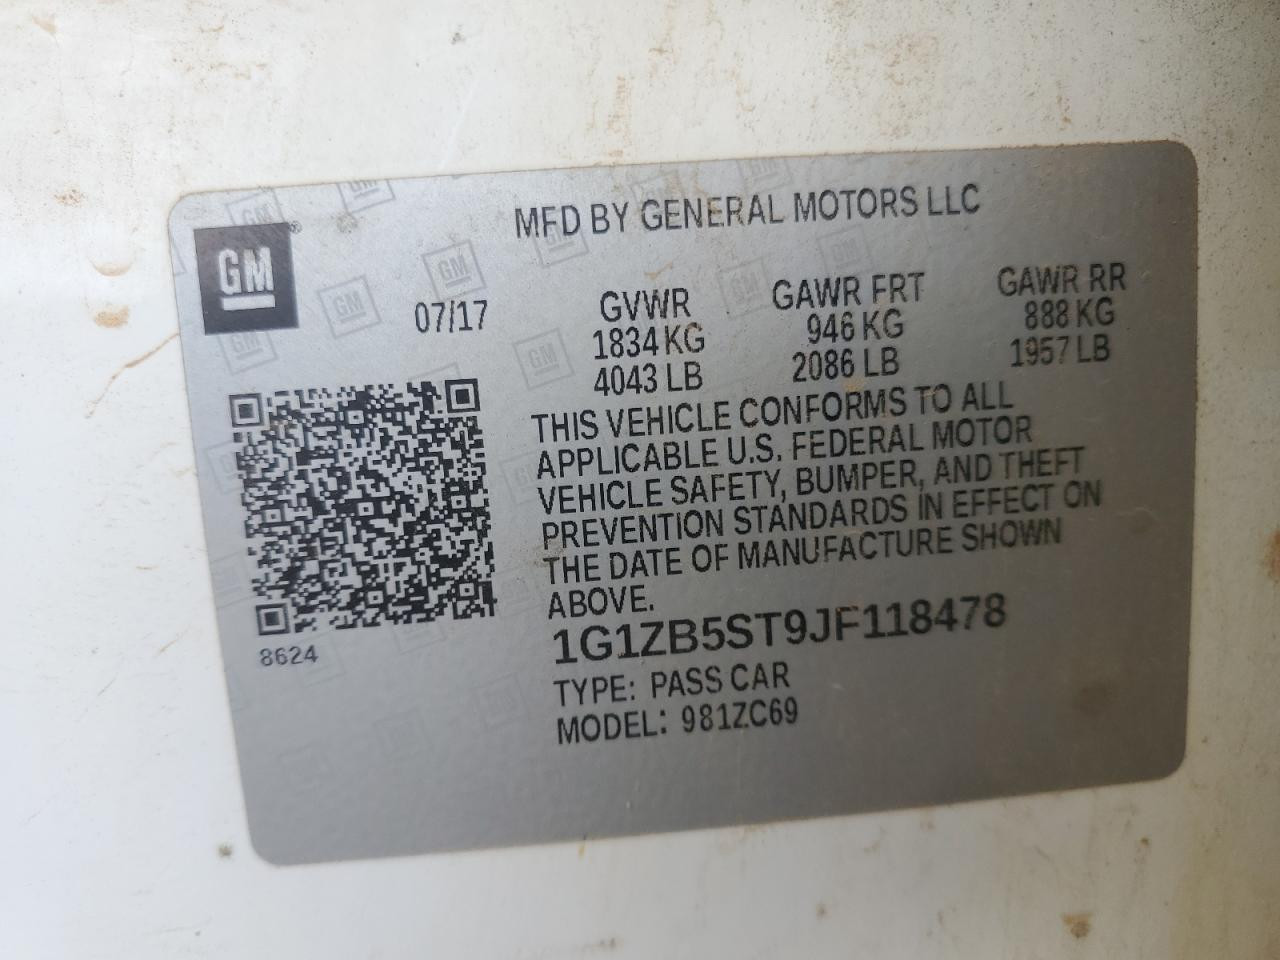 MFD BY GENERAL MOTORS LLC
GM
07/17
GVWR GAWR FRT GAWR RR
1834 KG 946 KG 888 KG
4043 LB 2086 LB 1957 LB
THIS VEHICLE CONFORMS TO ALL
APPLICABLE U.S. FEDERAL MOTOR
VEHICLE SAFETY, BUMPER, AND THEFT
PREVENTION STANDARDS IN EFFECT ON
THE DATE OF MANUFACTURE SHOWN
ABOVE.
1G1ZB5ST9JF118478
8624
TYPE: PASS CAR
MODEL: 981ZC69